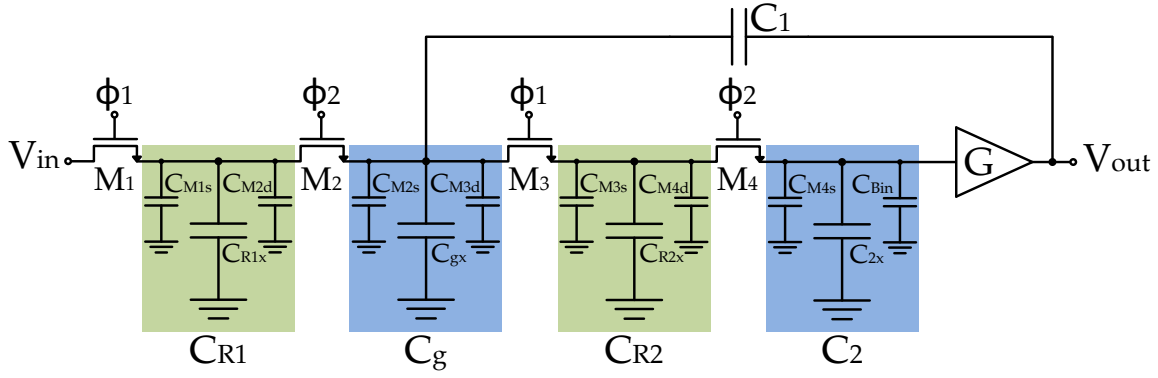 C1
ϕ1 ϕ2 ϕ1 ϕ2
Vin M1 M2 M3 M4 G Vout
CM1s CM2d CM2s CM3d CM3s CM4d CM4s CBin
CR1x Cgx CR2x C2x
CR1 Cg CR2 C2